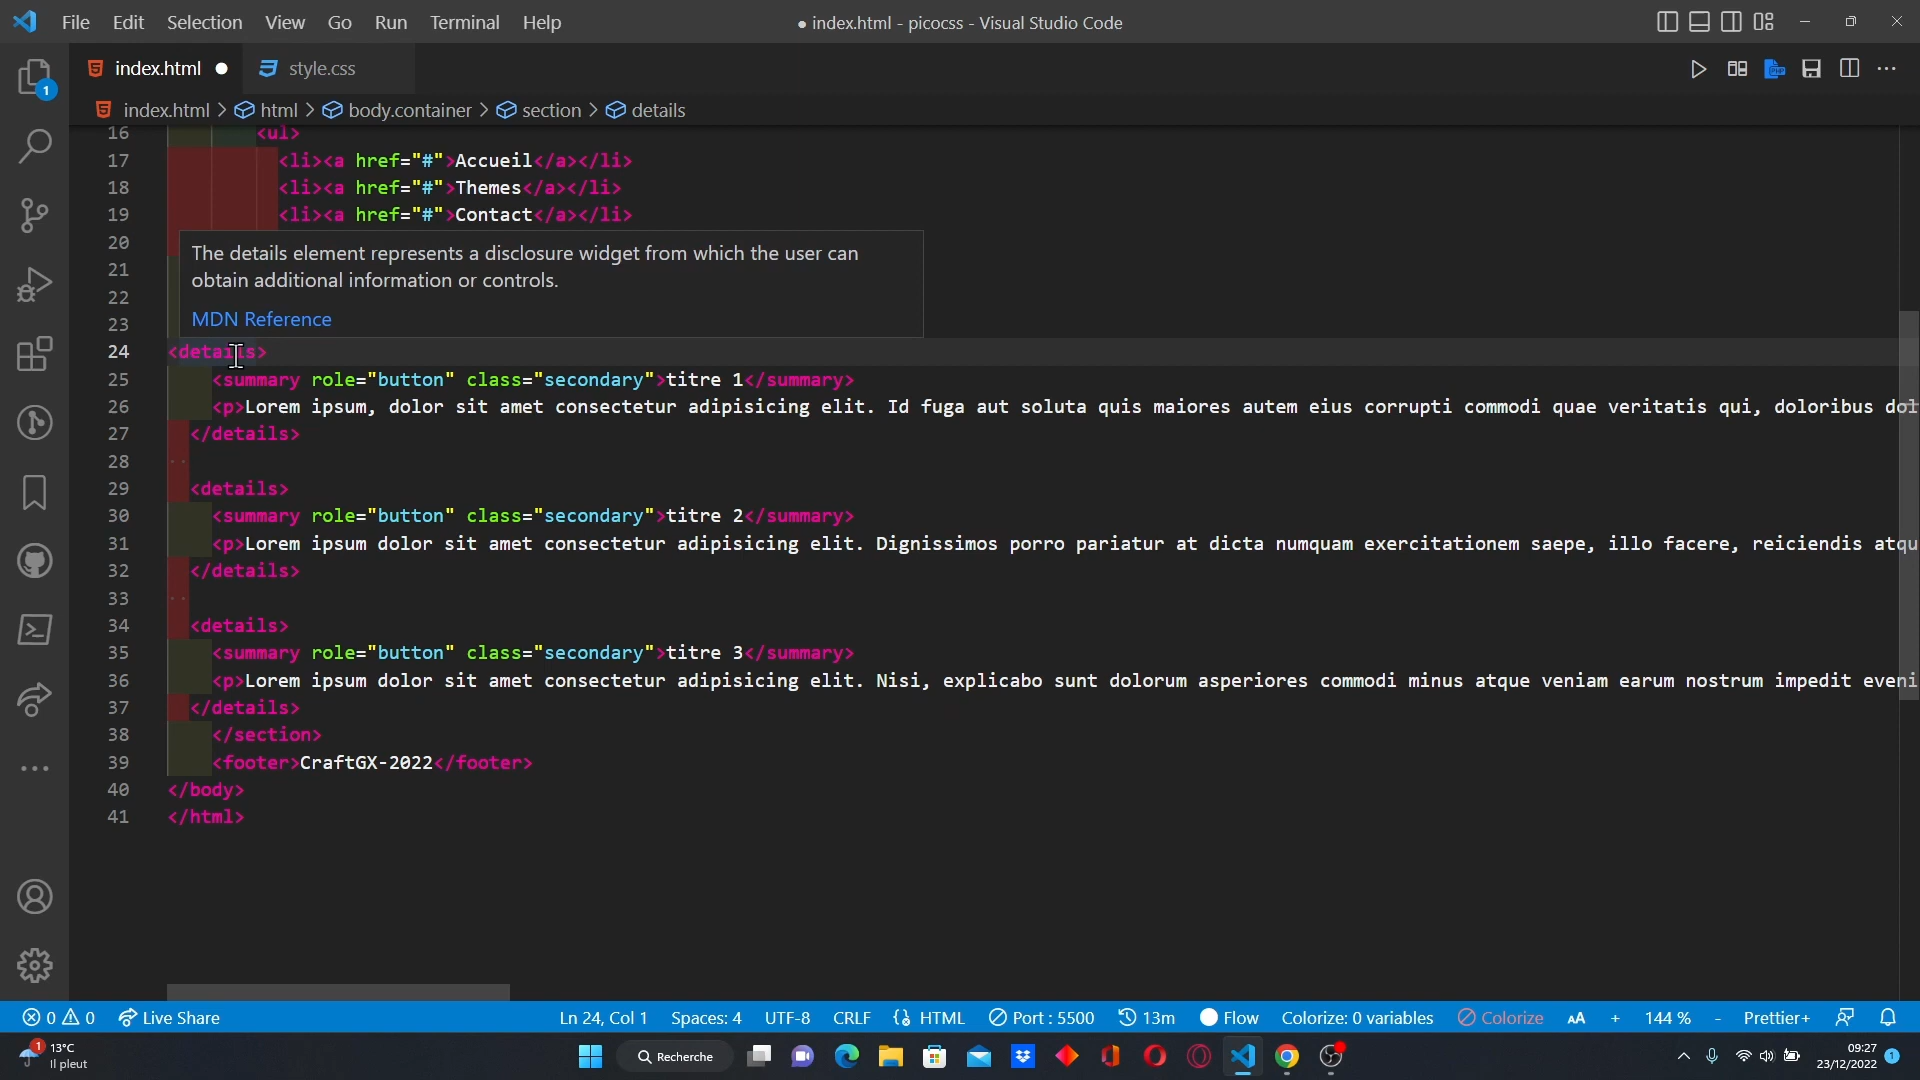 File Edit Selection View Go Run Terminal Help
● index.html - picocss - Visual Studio Code
index.html ● style.css
index.html > html > body.container > section > details
1
16 <ul>
17 <li><a href="#">Accueil</a></li>
18 <li><a href="#">Themes</a></li>
19 <li><a href="#">Contact</a></li>
20
21
22
23
The details element represents a disclosure widget from which the user can
obtain additional information or controls.
MDN Reference
24 <details>
25 <summary role="button" class="secondary">titre 1</summary>
26 <p>Lorem ipsum, dolor sit amet consectetur adipisicing elit. Id fuga aut soluta quis maiores autem eius corrupti commodi quae veritatis qui, doloribus dol
27 </details>
28
29 <details>
30 <summary role="button" class="secondary">titre 2</summary>
31 <p>Lorem ipsum dolor sit amet consectetur adipisicing elit. Dignissimos porro pariatur at dicta numquam exercitationem saepe, illo facere, reiciendis atqu
32 </details>
33
34 <details>
35 <summary role="button" class="secondary">titre 3</summary>
36 <p>Lorem ipsum dolor sit amet consectetur adipisicing elit. Nisi, explicabo sunt dolorum asperiores commodi minus atque veniam earum nostrum impedit eveni
37 </details>
38 </section>
39 <footer>CraftGX-2022</footer>
40 </body>
41 </html>
0 0 Live Share Ln 24, Col 1 Spaces: 4 UTF-8 CRLF HTML Port : 5500 13m Flow Colorize: 0 variables Colorize AA + 144 % - Prettier+
1 13°C
Il pleut
Recherche
09:27
23/12/2022 1